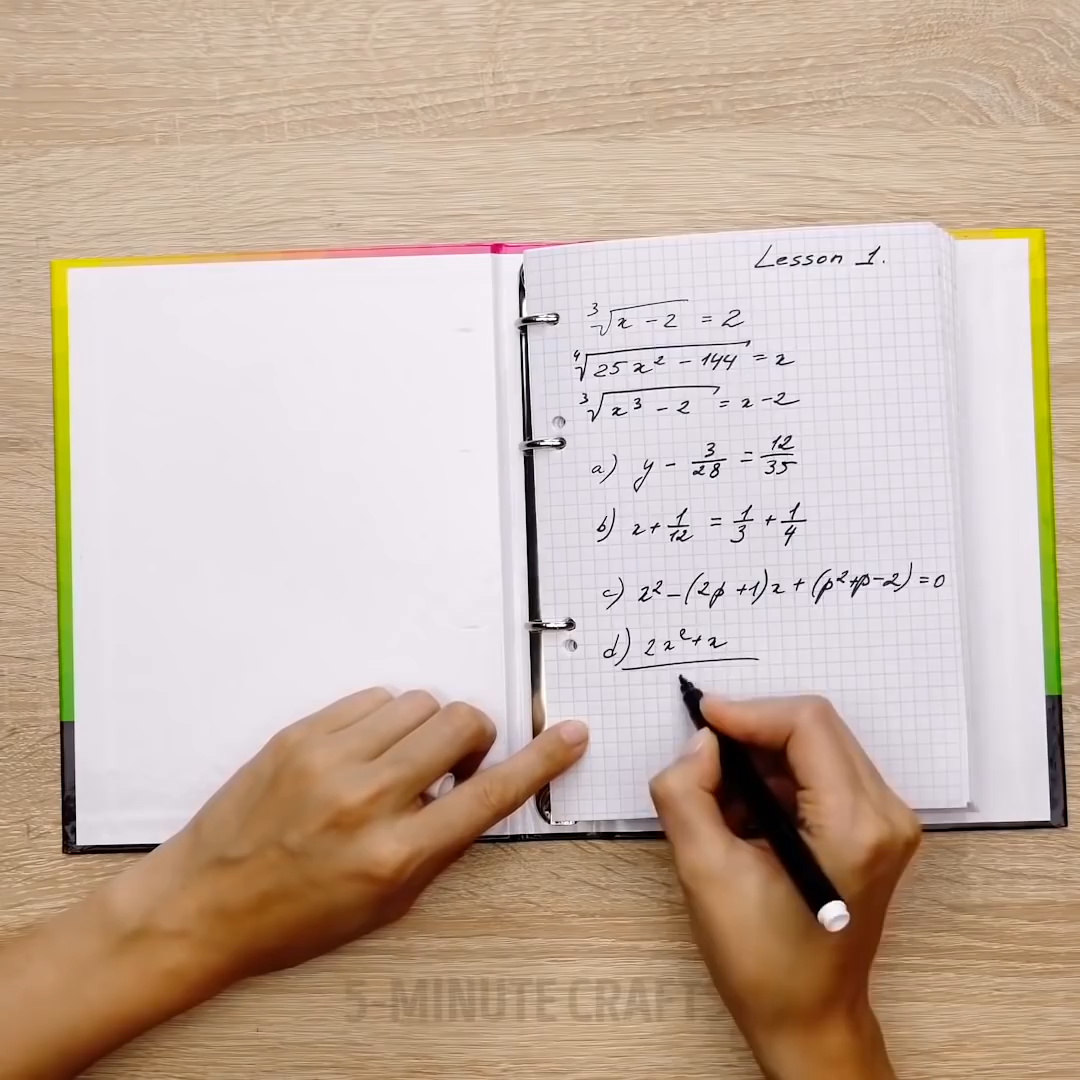 Lesson 1.
∛(x - 2) = 2
∜(25x² - 144) = x
∛(x³ - 2) = x - 2
a) y - 3/28 = 12/35
b) x + 1/12 = 1/3 + 1/4
c) x² - (2p + 1)x + (p² + p - 2) = 0
d) 2x² + x
5-MINUTE CRAFT